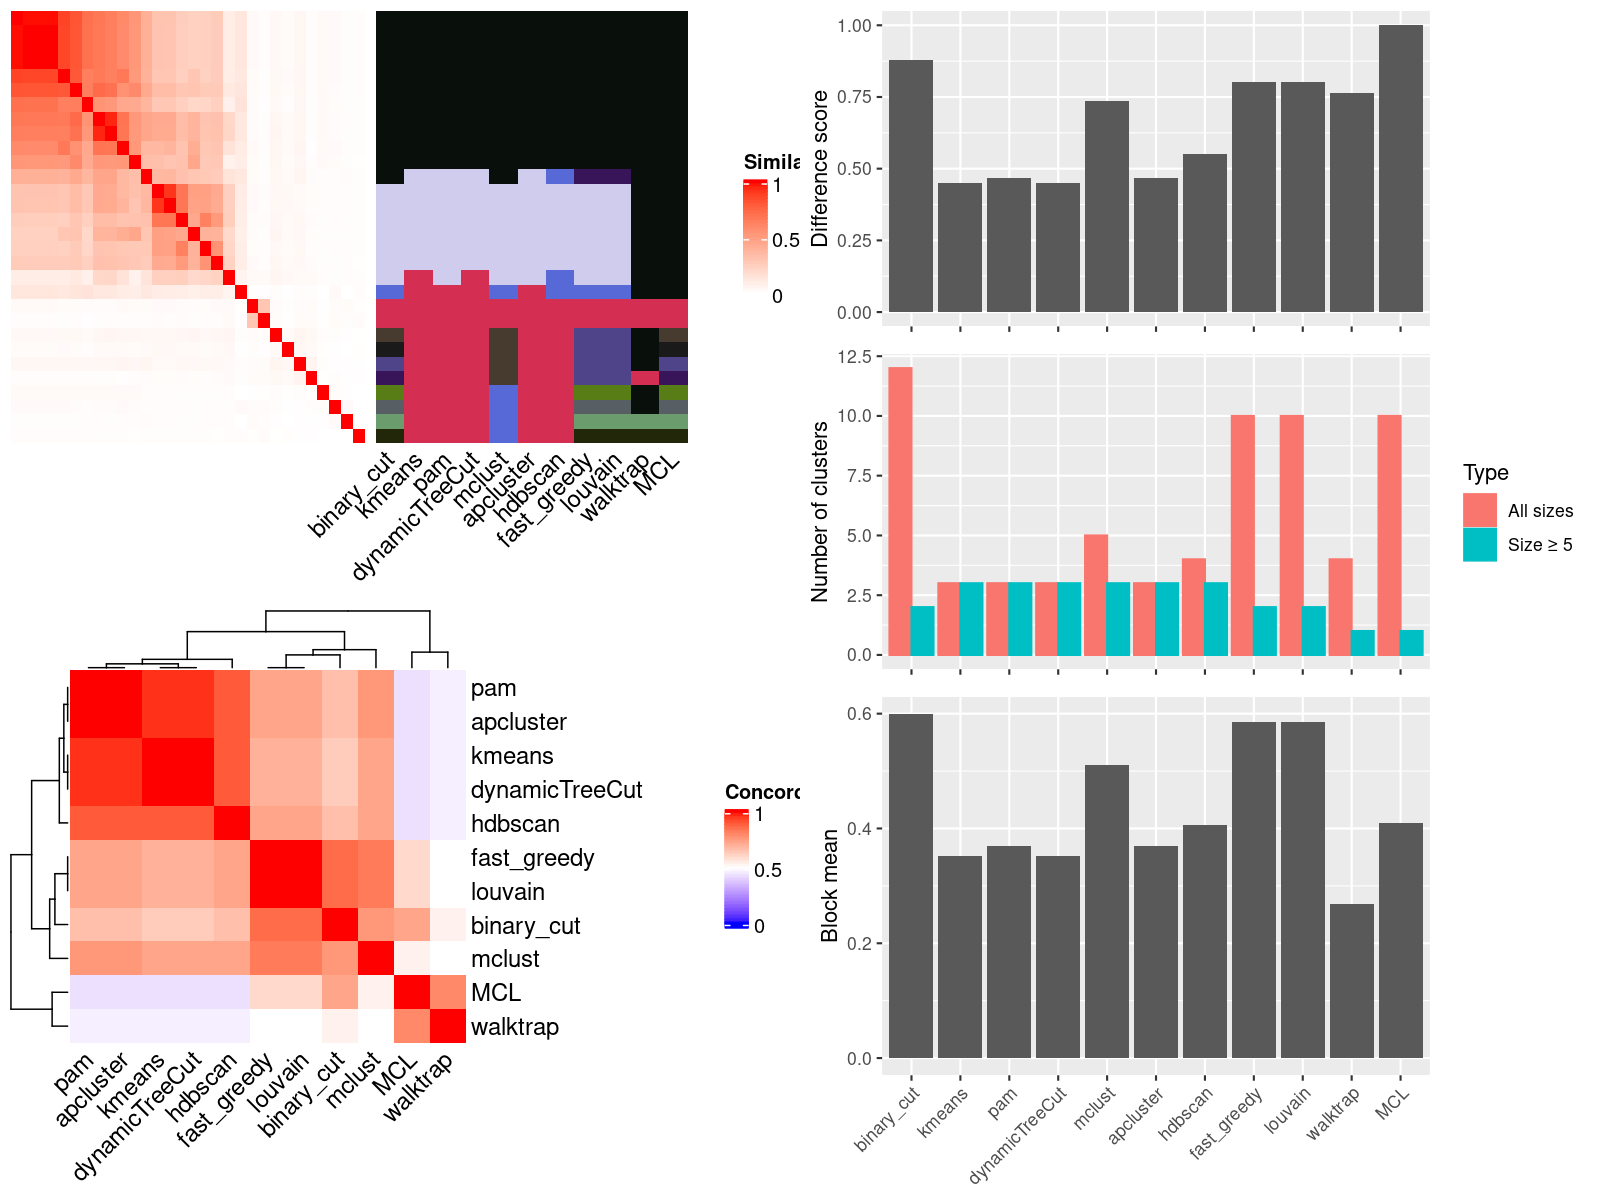 Simila
1
0.5
0
binary_cut
kmeans
pam
dynamicTreeCut
mclust
apcluster
hdbscan
fast_greedy
louvain
walktrap
MCL
Difference score
1.00
0.75
0.50
0.25
0.00
Number of clusters
12.5
10.0
7.5
5.0
2.5
0.0
Type
All sizes
Size ≥ 5
pam
apcluster
kmeans
dynamicTreeCut
hdbscan
fast_greedy
louvain
binary_cut
mclust
MCL
walktrap
pam
apcluster
kmeans
dynamicTreeCut
hdbscan
fast_greedy
louvain
binary_cut
mclust
MCL
walktrap
Concord
1
0.5
0
Block mean
0.6
0.4
0.2
0.0
binary_cut
kmeans
pam
dynamicTreeCut
mclust
apcluster
hdbscan
fast_greedy
louvain
walktrap
MCL